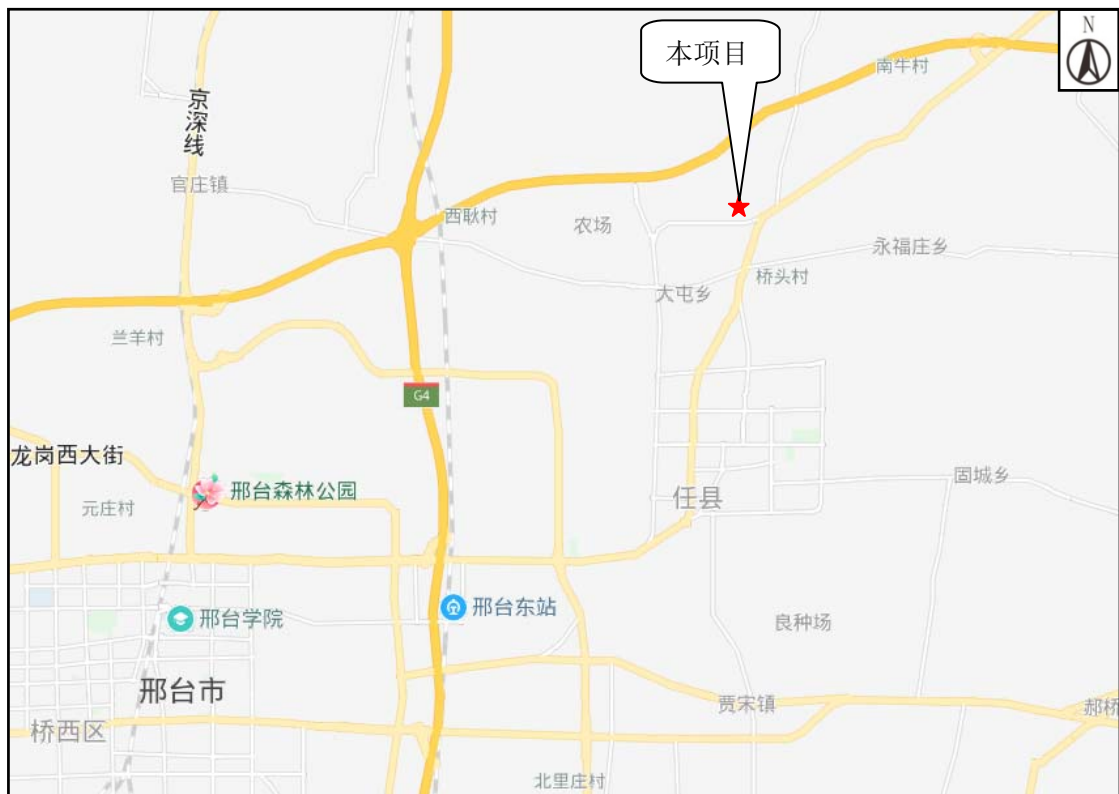 N
本项目
南牛村
京深线
官庄镇
西耿村
农场
永福庄乡
桥头村
大屯乡
兰羊村
G4
龙岗西大街
邢台森林公园
元庄村
任县
固城乡
邢台学院
邢台东站
良种场
邢台市
桥西区
贾宋镇
郝桥
北里庄村